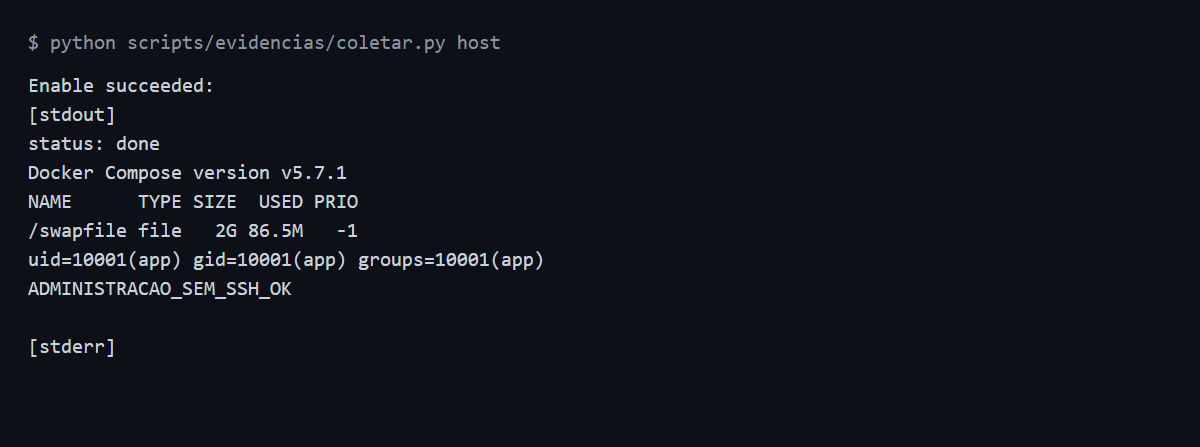 $ python scripts/evidencias/coletar.py host
Enable succeeded:
[stdout]
status: done
Docker Compose version v5.7.1
NAME      TYPE SIZE  USED PRIO
/swapfile file   2G 86.5M   -1
uid=10001(app) gid=10001(app) groups=10001(app)
ADMINISTRACAO_SEM_SSH_OK
[stderr]